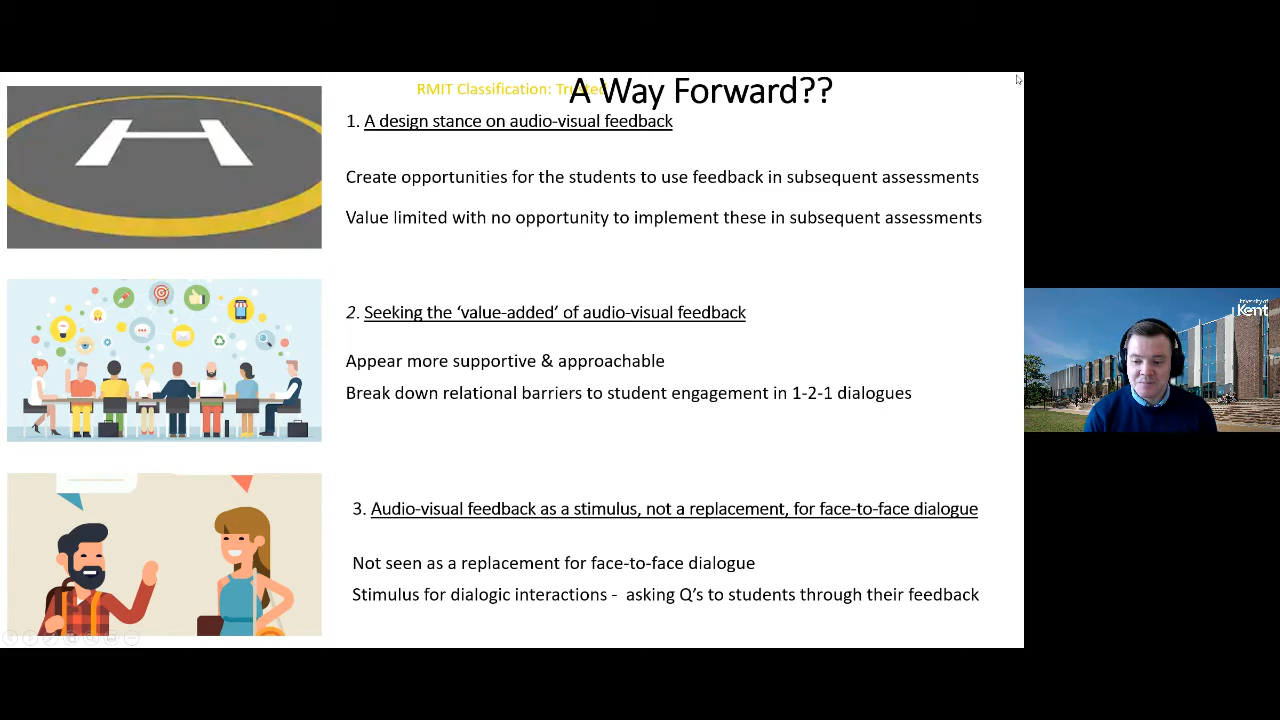 RMIT Classification: Trusted
A Way Forward??
1. A design stance on audio-visual feedback
Create opportunities for the students to use feedback in subsequent assessments
Value limited with no opportunity to implement these in subsequent assessments
2. Seeking the ‘value-added’ of audio-visual feedback
Appear more supportive & approachable
Break down relational barriers to student engagement in 1-2-1 dialogues
3. Audio-visual feedback as a stimulus, not a replacement, for face-to-face dialogue
Not seen as a replacement for face-to-face dialogue
Stimulus for dialogic interactions - asking Q’s to students through their feedback
University of
Kent